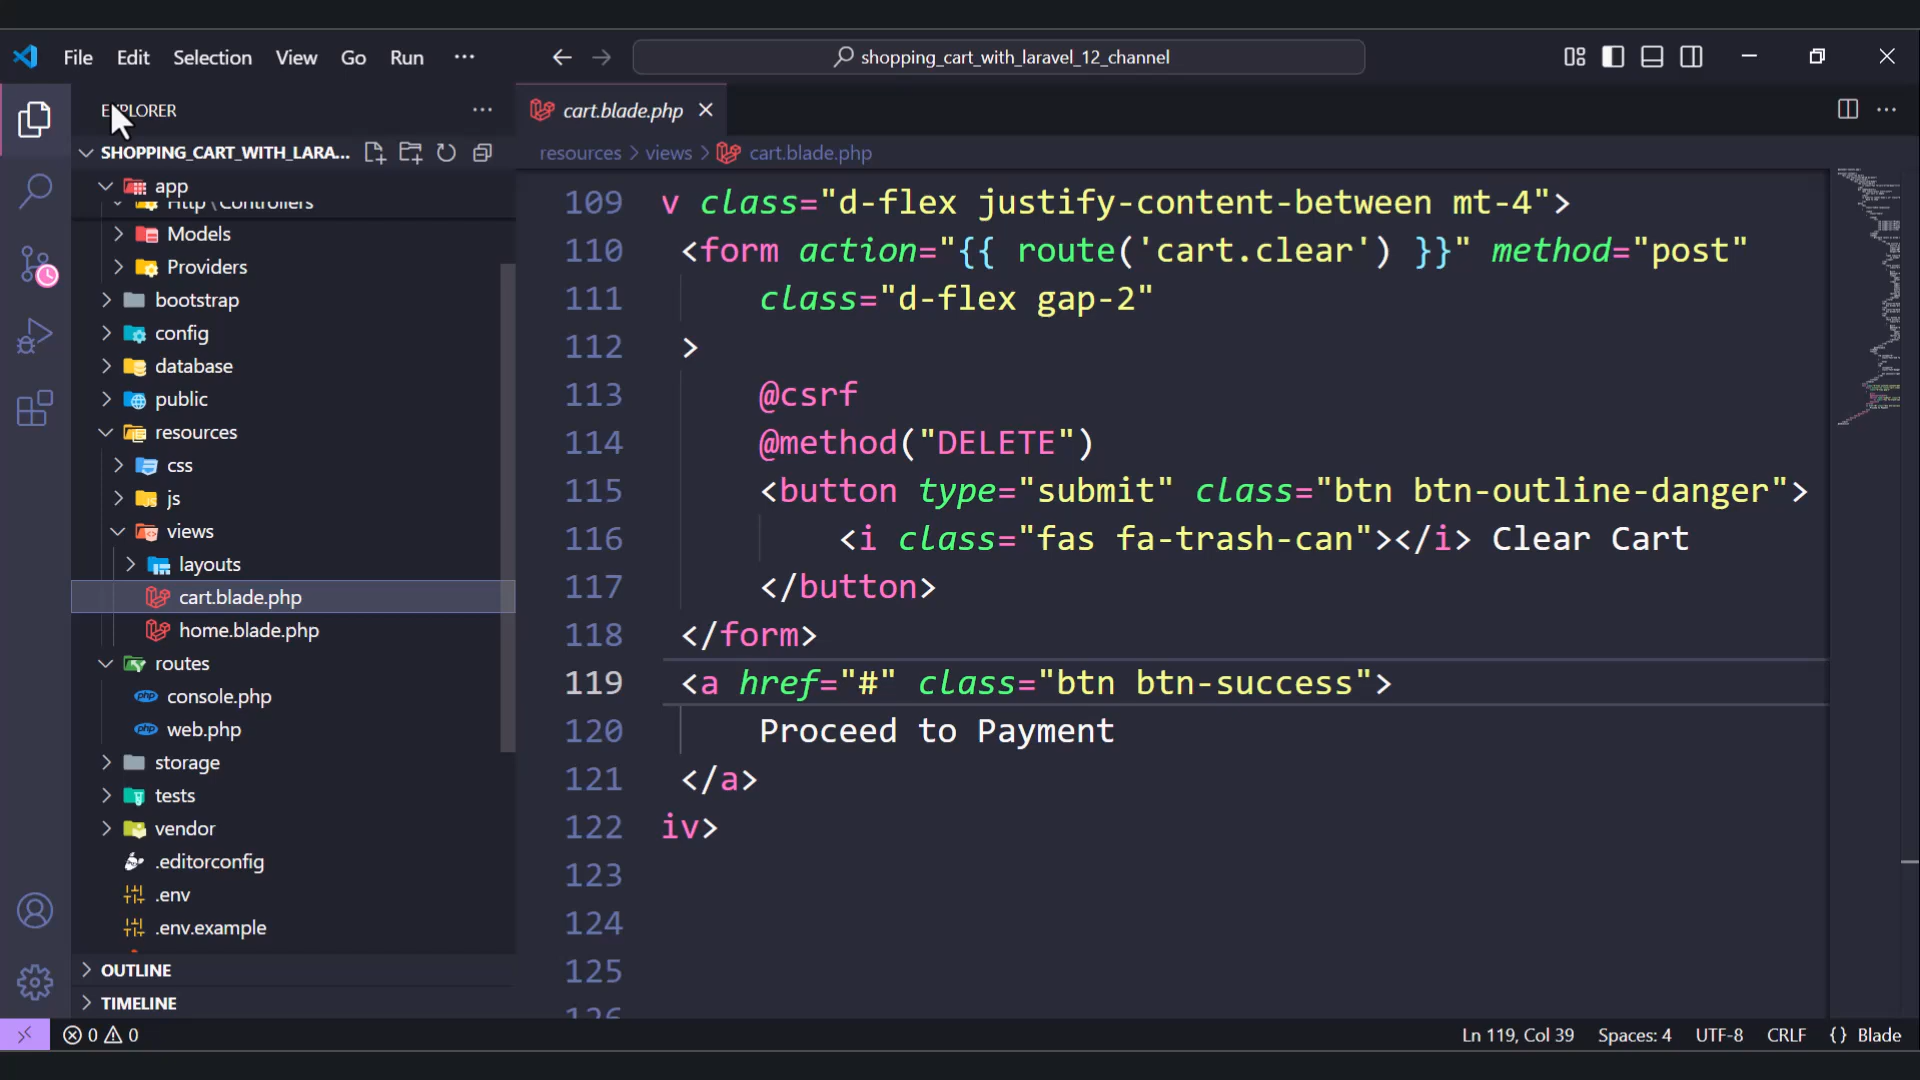 File Edit Selection View Go Run ···
shopping_cart_with_laravel_12_channel
EXPLORER
SHOPPING_CART_WITH_LARA...
app
Http\Controllers
Models
Providers
bootstrap
config
database
public
resources
css
js
views
layouts
cart.blade.php
home.blade.php
routes
console.php
web.php
storage
tests
vendor
.editorconfig
.env
.env.example
OUTLINE
TIMELINE
cart.blade.php
resources > views > cart.blade.php
109 v class="d-flex justify-content-between mt-4">
110 <form action="{{ route('cart.clear') }}" method="post"
111 class="d-flex gap-2"
112 >
113 @csrf
114 @method("DELETE")
115 <button type="submit" class="btn btn-outline-danger">
116 <i class="fas fa-trash-can"></i> Clear Cart
117 </button>
118 </form>
119 <a href="#" class="btn btn-success">
120 Proceed to Payment
121 </a>
122 iv>
123
124
125
126
0 0
Ln 119, Col 39 Spaces: 4 UTF-8 CRLF {} Blade